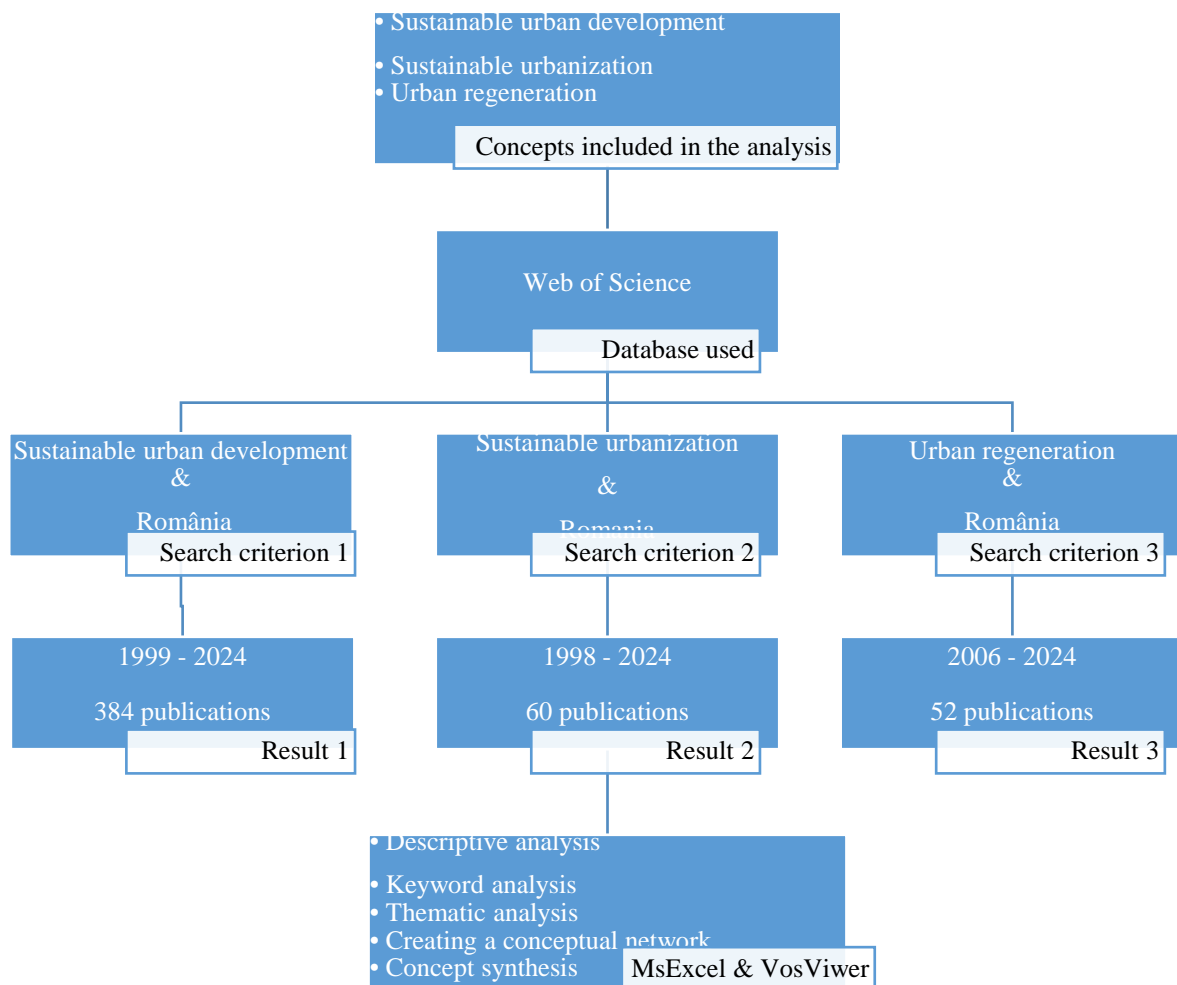 • Sustainable urban development
• Sustainable urbanization
• Urban regeneration
Concepts included in the analysis
Web of Science
Database used
Sustainable urban development
&
România
Search criterion 1
Sustainable urbanization
&
Romania
Search criterion 2
Urban regeneration
&
România
Search criterion 3
1999 - 2024
384 publications
Result 1
1998 - 2024
60 publications
Result 2
2006 - 2024
52 publications
Result 3
• Descriptive analysis
• Keyword analysis
• Thematic analysis
• Creating a conceptual network
• Concept synthesis
MsExcel & VosViwer